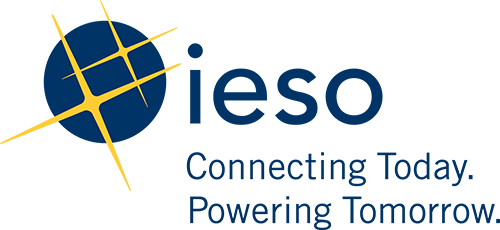 ieso
Connecting Today.
Powering Tomorrow.